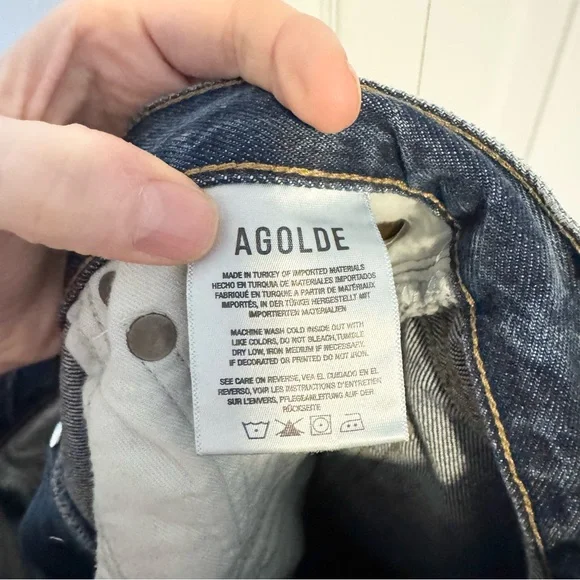 AGOLDE
MADE IN TURKEY OF IMPORTED MATERIALS
HECHO EN TURQUIA DE MATERIALES IMPORTADOS
FABRIQUÉ EN TURQUIE A PARTIR DE MATÉRIAUX
IMPORTÉS, IN DER TÜRKEI HERGESTELLT MIT
IMPORTIERTEN MATERIALIEN
MACHINE WASH COLD INSIDE OUT WITH
LIKE COLORS, DO NOT BLEACH, TUMBLE
DRY LOW, IRON MEDIUM IF NECESSARY.
IF DECORATED OR PRINTED DO NOT IRON.
SEE CARE ON REVERSE, VEA EL CUIDADO EN EL
REVERSO, VOIR LES INSTRUCTIONS D'ENTRETIEN
SUR L'ENVERS, PFLEGEANLEITUNG AUF DER
RÜCKSEITE